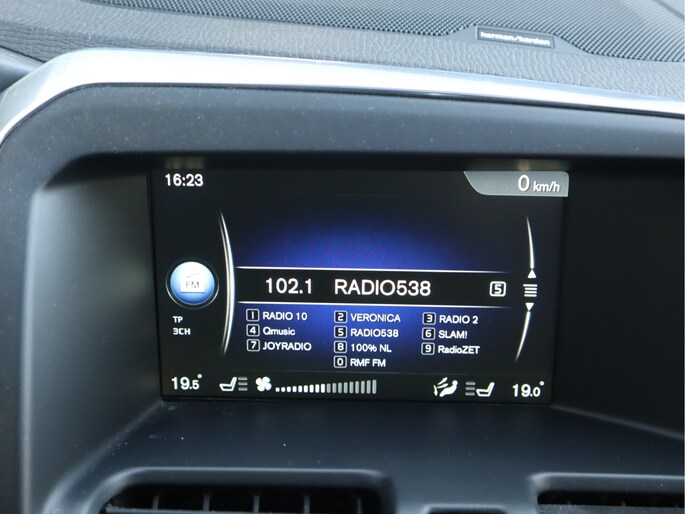 harman/kardon
16:23
0 km/h
102.1 RADIO538 5
FM
1 RADIO 10 2 VERONICA 3 RADIO 2
TP
4 Qmusic 5 RADIO538 6 SLAM!
3CH
7 JOYRADIO 8 100% NL 9 RadioZET
0 RMF FM
19.5° 19.0°